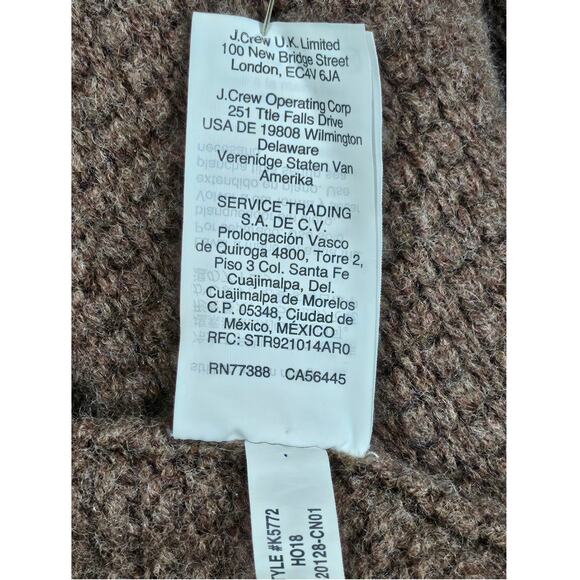 J.Crew U.K. Limited
100 New Bridge Street
London, EC4V 6JA
J.Crew Operating Corp
251 Ttle Falls Drive
USA DE 19808 Wilmington
Delaware
Verenidge Staten Van
Amerika
SERVICE TRADING
S.A. DE C.V.
Prolongación Vasco
de Quiroga 4800, Torre 2,
Piso 3 Col. Santa Fe
Cuajimalpa, Del.
Cuajimalpa de Morelos
C.P. 05348, Ciudad de
México, MÉXICO
RFC: STR921014AR0
RN77388 CA56445
TYLE #K5772
HO18
20128-CN01